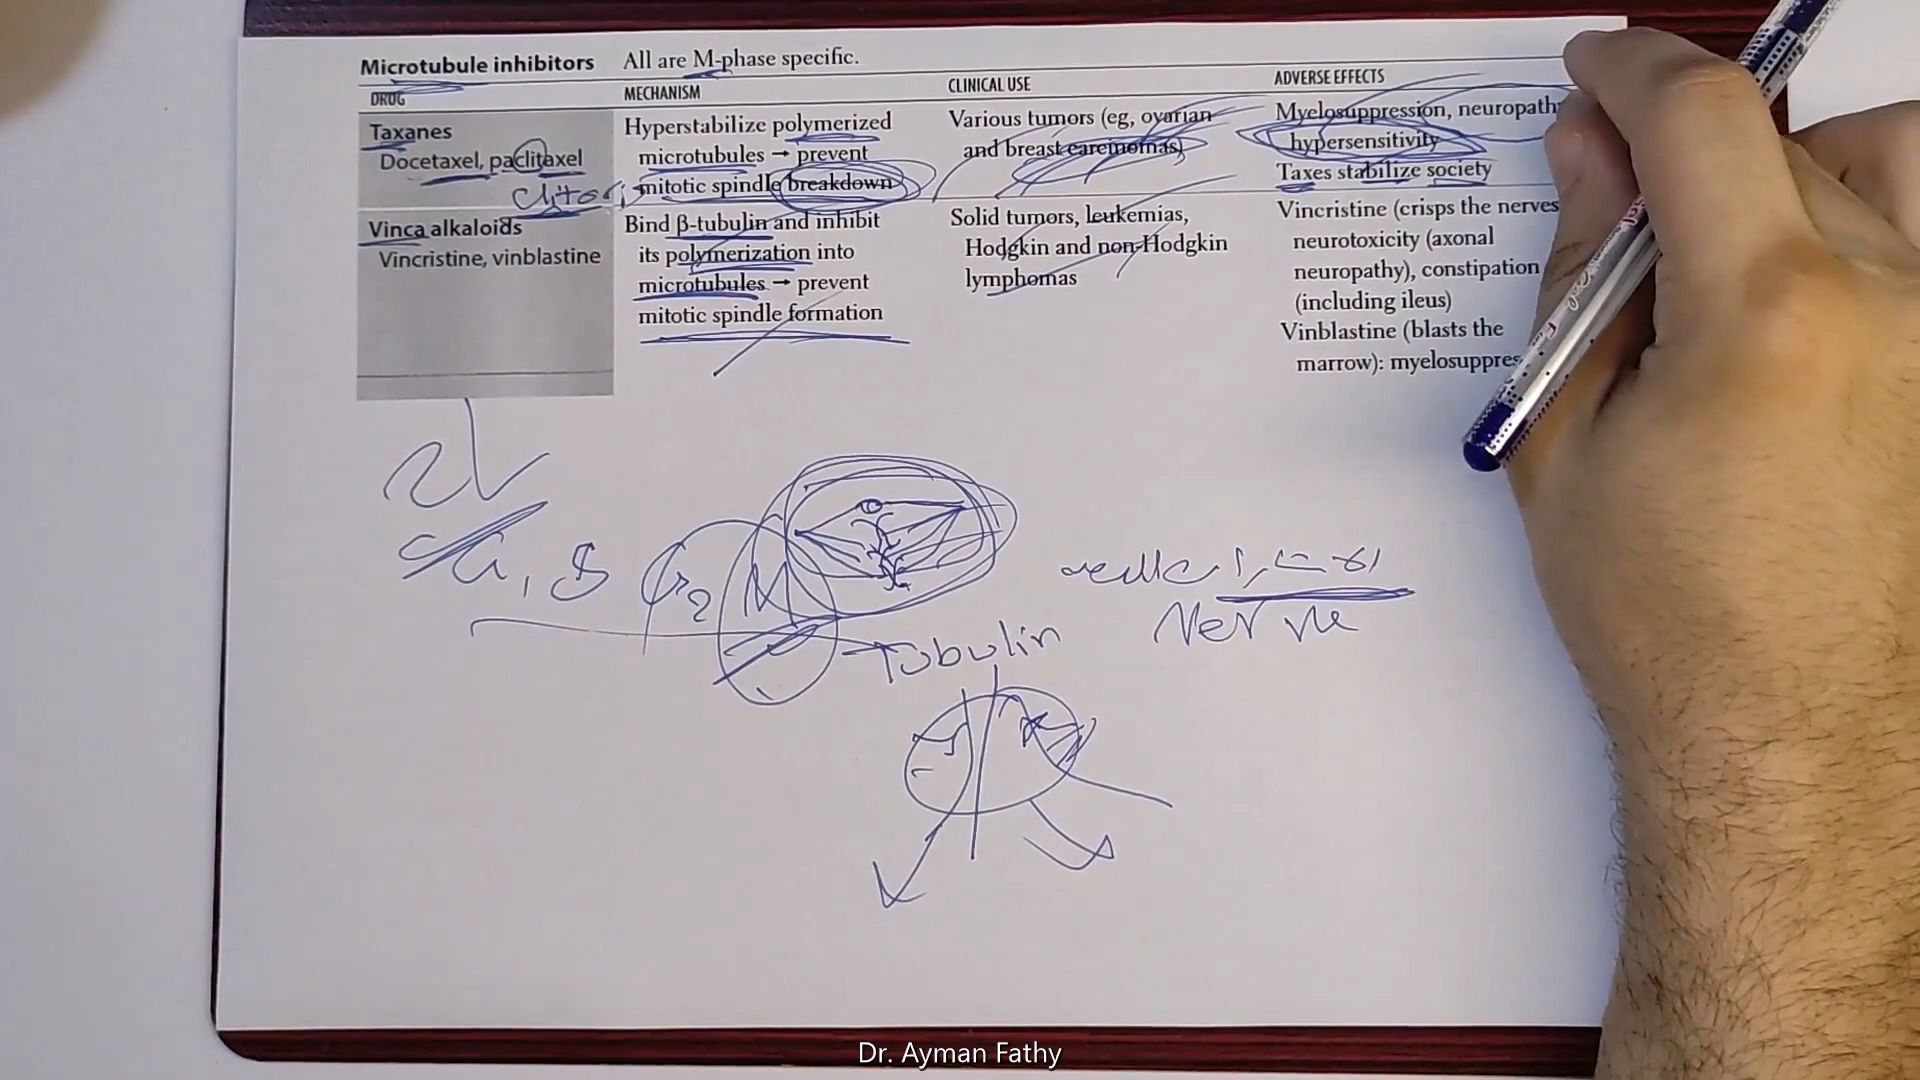 Microtubule inhibitors All are M-phase specific.
DRUG MECHANISM CLINICAL USE ADVERSE EFFECTS
Taxanes
Docetaxel, paclitaxel
Hyperstabilize polymerized
microtubules → prevent
mitotic spindle breakdown
Various tumors (eg, ovarian
and breast carcinomas)
Myelosuppression, neuropath
hypersensitivity
Taxes stabilize society
Vinca alkaloids
Vincristine, vinblastine
Bind β-tubulin and inhibit
its polymerization into
microtubules → prevent
mitotic spindle formation
Solid tumors, leukemias,
Hodgkin and non-Hodgkin
lymphomas
Vincristine (crisps the nerves
neurotoxicity (axonal
neuropathy), constipation
(including ileus)
Vinblastine (blasts the
marrow): myelosuppres
G1 S G2 M
Tubulin
Nerve
Dr. Ayman Fathy